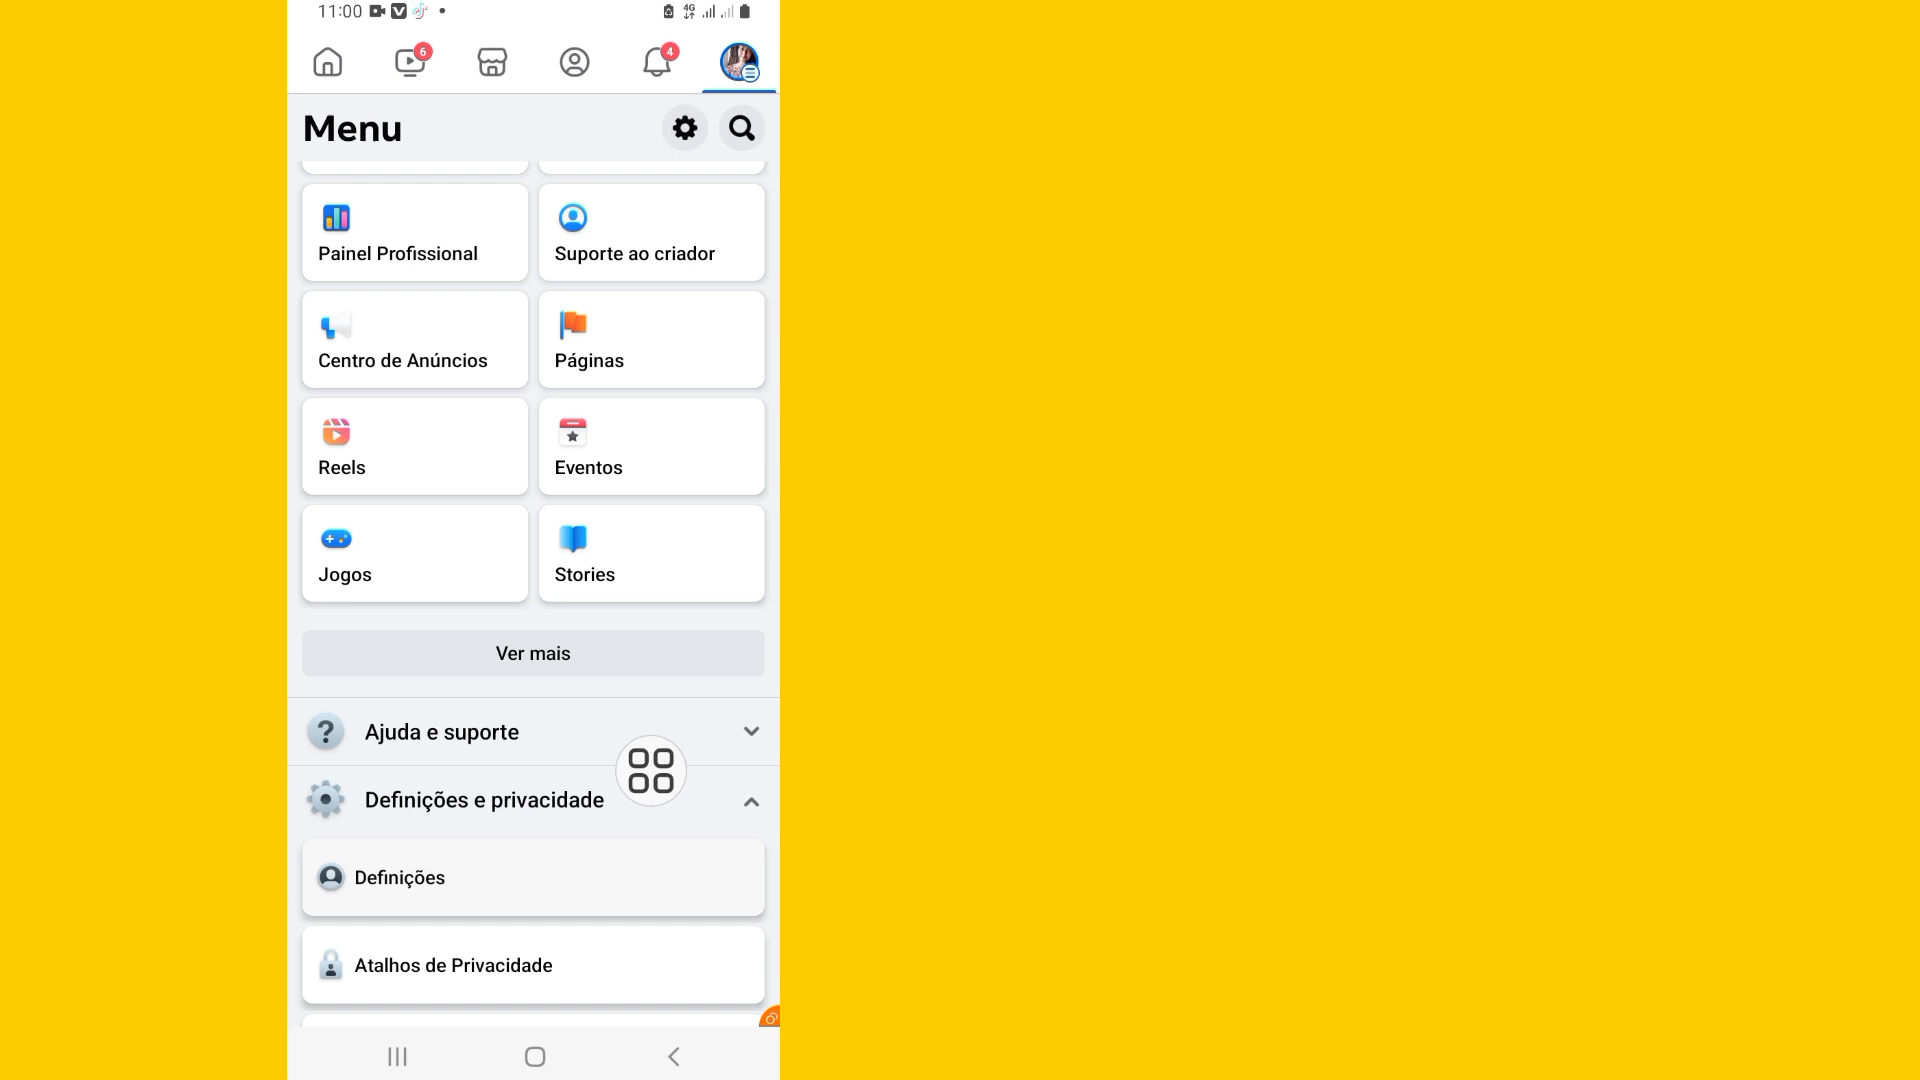 11:00
4G
6
4
Menu
Painel Profissional
Suporte ao criador
Centro de Anúncios
Páginas
Reels
Eventos
Jogos
Stories
Ver mais
Ajuda e suporte
Definições e privacidade
Definições
Atalhos de Privacidade